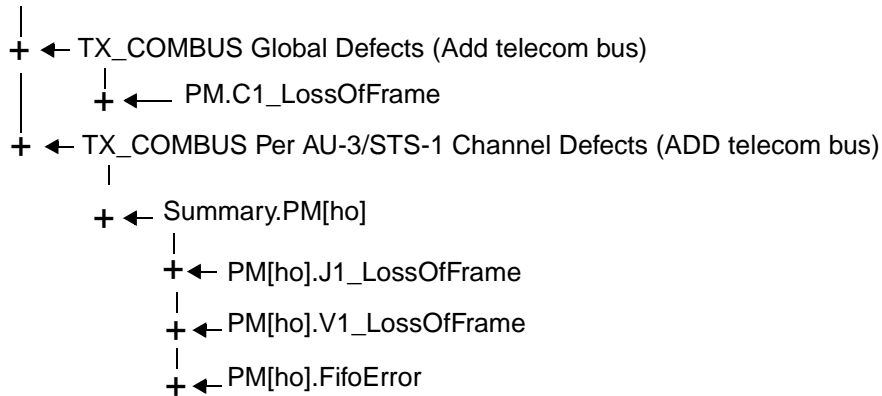 TX_COMBUS Global Defects (Add telecom bus)
PM.C1_LossOfFrame
TX_COMBUS Per AU-3/STS-1 Channel Defects (ADD telecom bus)
Summary.PM[ho]
PM[ho].J1_LossOfFrame
PM[ho].V1_LossOfFrame
PM[ho].FifoError